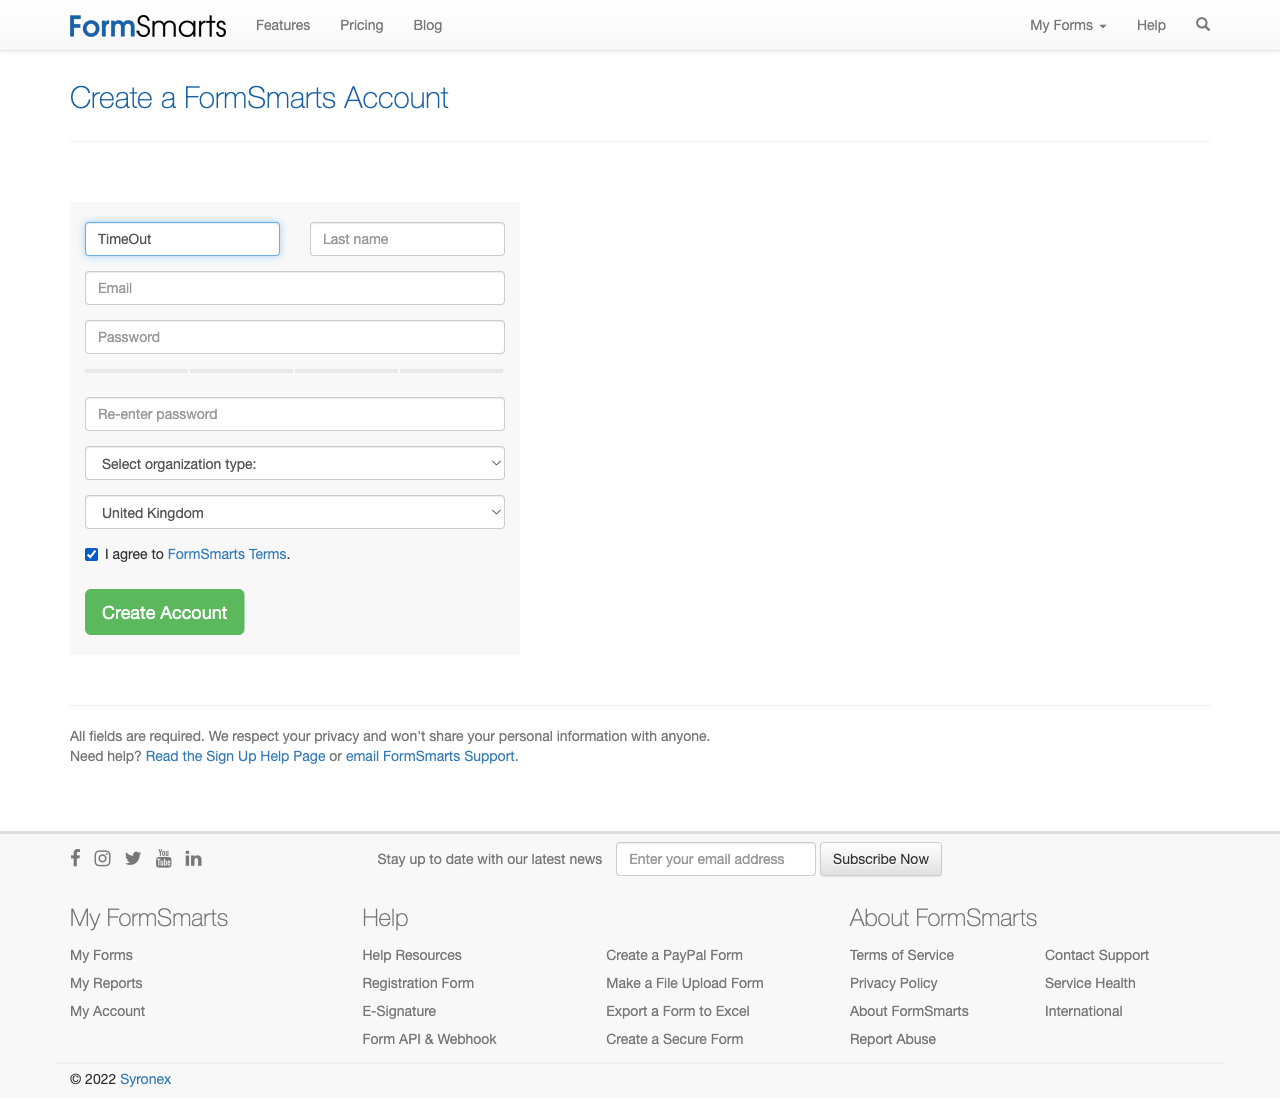 FormSmarts Features Pricing Blog My Forms Help
Create a FormSmarts Account
TimeOut Last name
Email
Password
Re-enter password
Select organization type:
United Kingdom
I agree to FormSmarts Terms.
Create Account
All fields are required. We respect your privacy and won't share your personal information with anyone.
Need help? Read the Sign Up Help Page or email FormSmarts Support.
You
Tube
Stay up to date with our latest news Enter your email address Subscribe Now
My FormSmarts Help About FormSmarts
My Forms Help Resources Create a PayPal Form Terms of Service Contact Support
My Reports Registration Form Make a File Upload Form Privacy Policy Service Health
My Account E-Signature Export a Form to Excel About FormSmarts International
Form API & Webhook Create a Secure Form Report Abuse
© 2022 Syronex